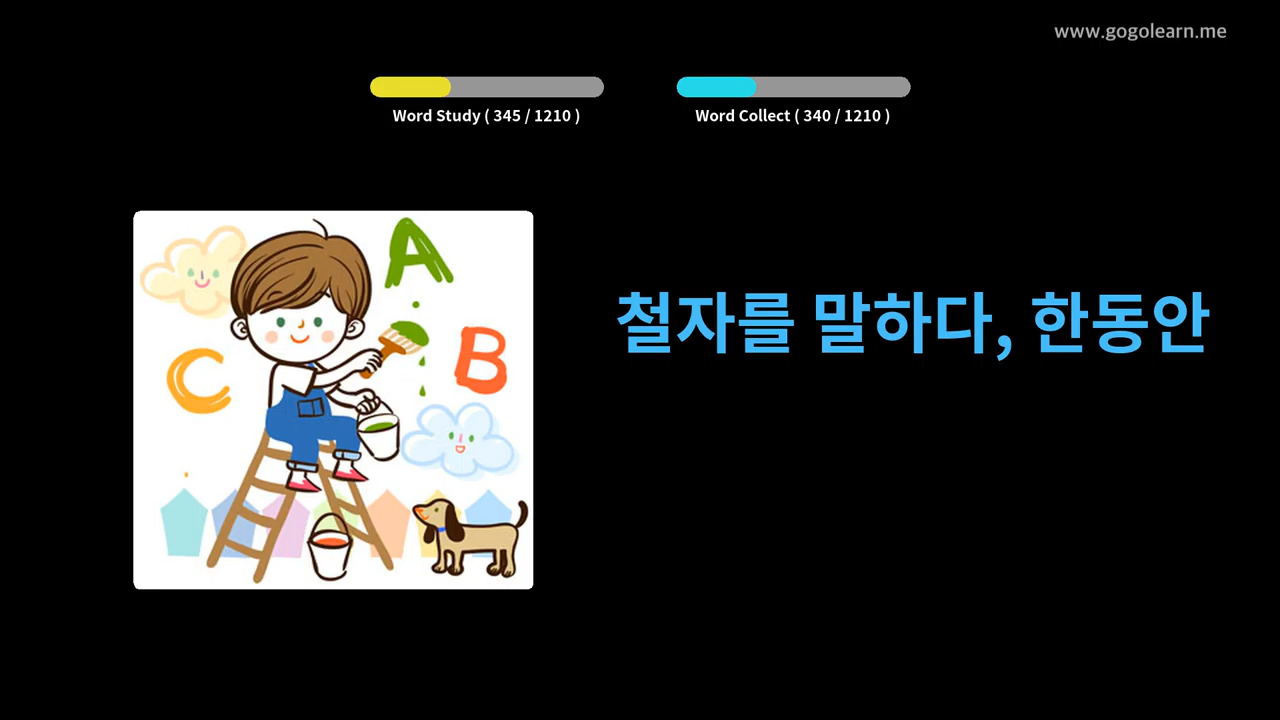 www.gogolearn.me
Word Study ( 345 / 1210 )
Word Collect ( 340 / 1210 )
A
B
C
철자를 말하다, 한동안